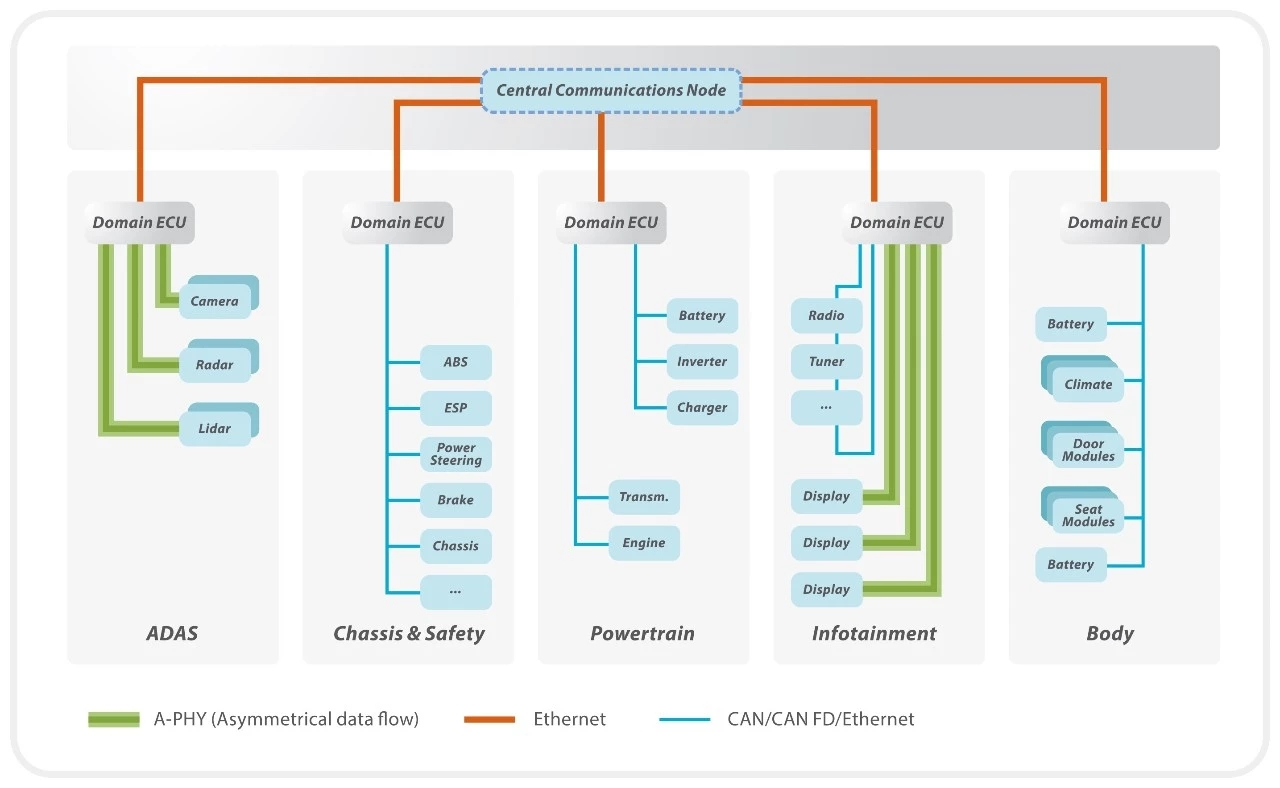 Central Communications Node
Domain ECU
Camera
Radar
Lidar
ADAS
Domain ECU
ABS
ESP
Power
Steering
Brake
Chassis
...
Chassis & Safety
Domain ECU
Battery
Inverter
Charger
Transm.
Engine
Powertrain
Domain ECU
Radio
Tuner
...
Display
Display
Display
Infotainment
Domain ECU
Battery
Climate
Door
Modules
Seat
Modules
Battery
Body
A-PHY (Asymmetrical data flow)
Ethernet
CAN/CAN FD/Ethernet